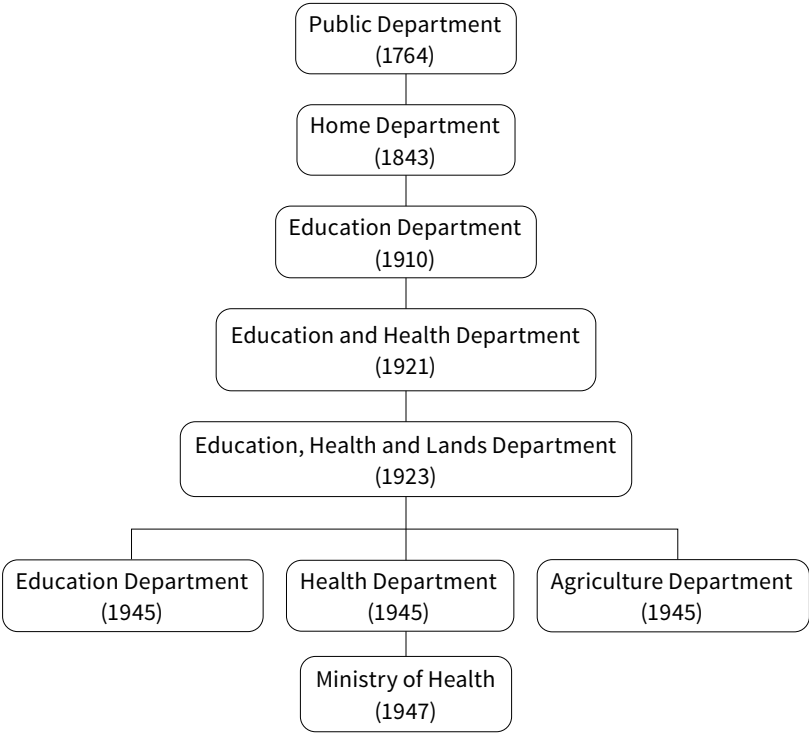 Public Department
(1764)
Home Department
(1843)
Education Department
(1910)
Education and Health Department
(1921)
Education, Health and Lands Department
(1923)
Education Department
(1945)
Health Department
(1945)
Agriculture Department
(1945)
Ministry of Health
(1947)